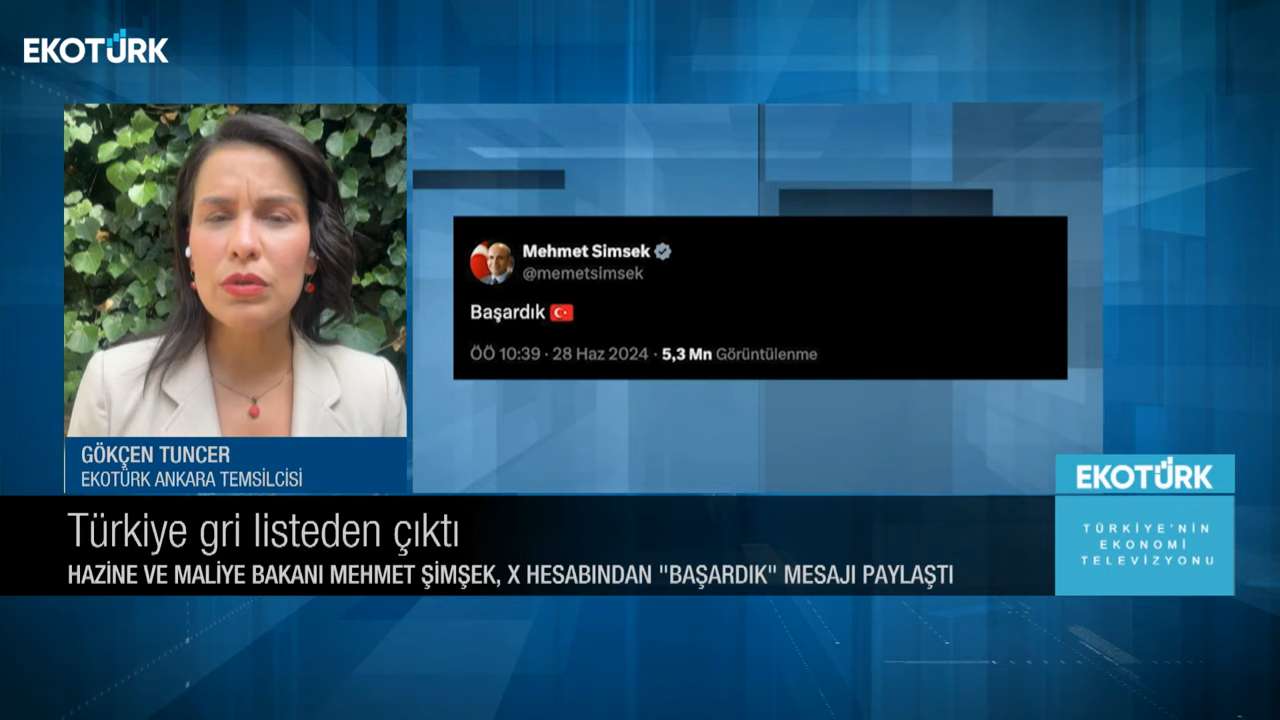 EKOTÜRK
Mehmet Simsek
@memetsimsek
Başardık
ÖÖ 10:39 · 28 Haz 2024 · 5,3 Mn Görüntülenme
GÖKÇEN TUNCER
EKOTÜRK ANKARA TEMSİLCİSİ
Türkiye gri listeden çıktı
HAZİNE VE MALİYE BAKANI MEHMET ŞİMŞEK, X HESABINDAN "BAŞARDIK" MESAJI PAYLAŞTI
EKOTÜRK
TÜRKİYE'NİN
EKONOMİ
TELEVİZYONU